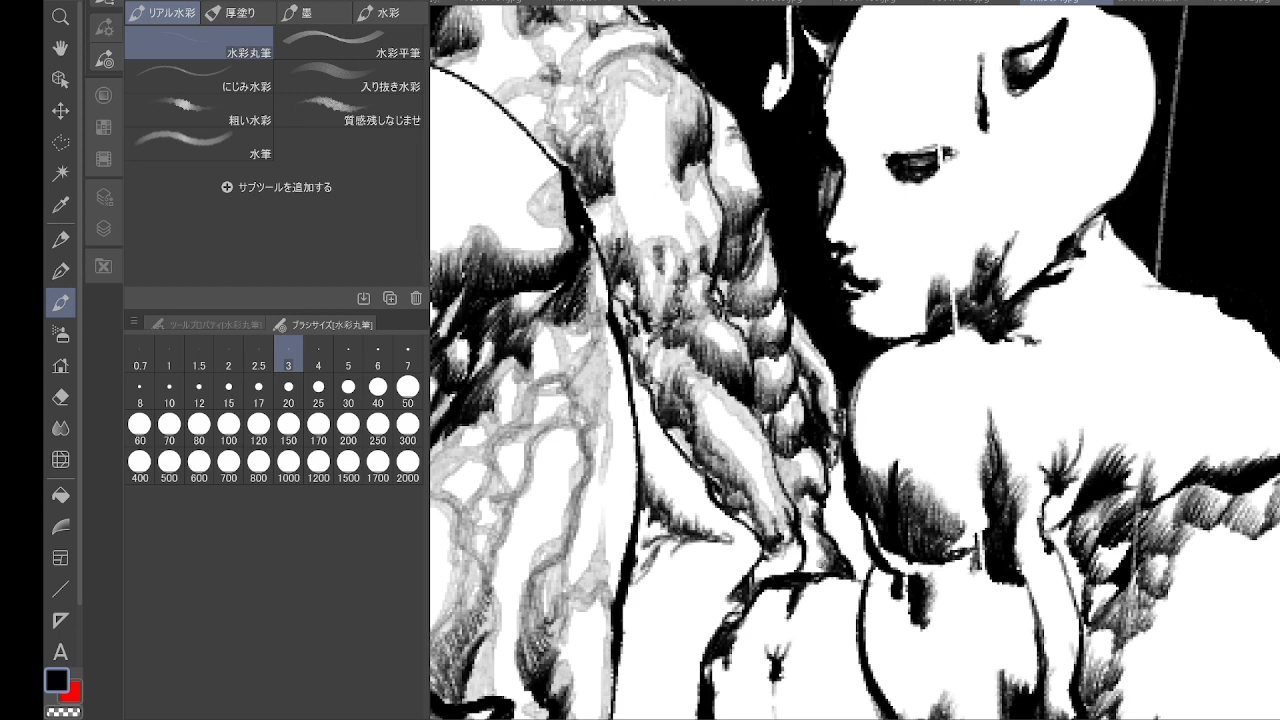 リアル水彩 厚塗り 墨 水彩
水彩丸筆 水彩平筆
にじみ水彩 入り抜き水彩
粗い水彩 質感残しなじませ
水筆
サブツールを追加する
ツールプロパティ[水彩丸筆] ブラシサイズ[水彩丸筆]
0.7 1 1.5 2 2.5 3 4 5 6 7
8 10 12 15 17 20 25 30 40 50
60 70 80 100 120 150 170 200 250 300
400 500 600 700 800 1000 1200 1500 1700 2000
A